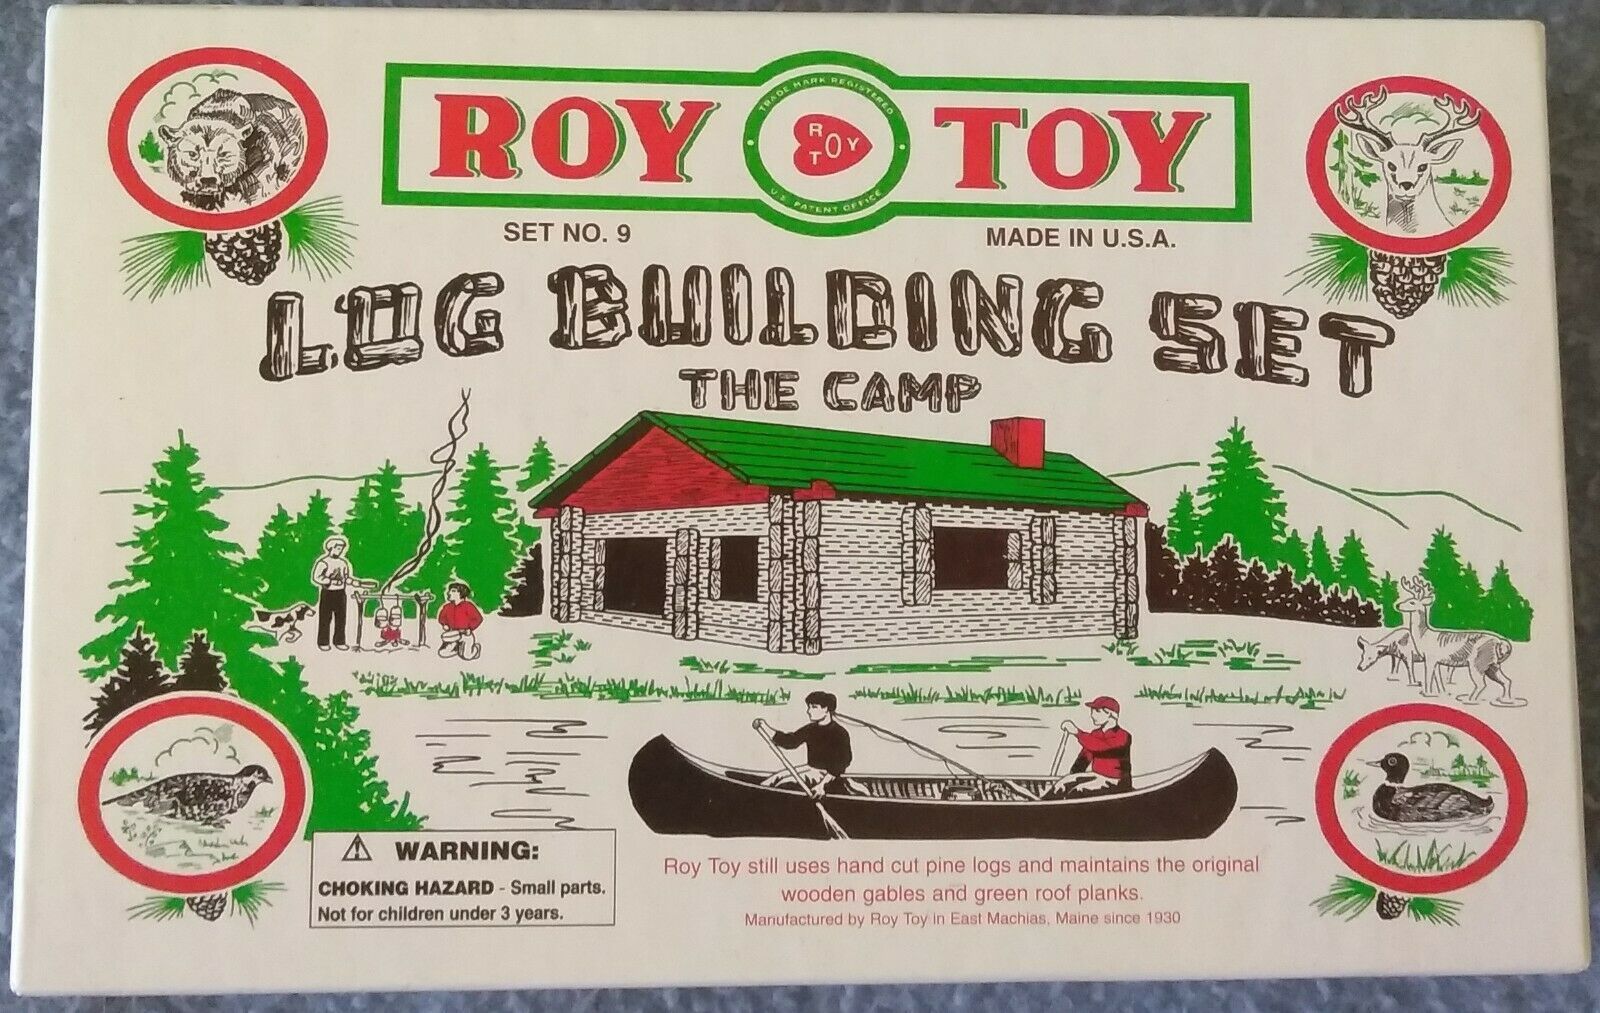 ROY TOY
TRADE MARK REGISTERED
ROY
TOY
U.S. PATENT OFFICE
SET NO. 9
MADE IN U.S.A.
LOG BUILDING SET
THE CAMP
WARNING:
CHOKING HAZARD - Small parts.
Not for children under 3 years.
Roy Toy still uses hand cut pine logs and maintains the original
wooden gables and green roof planks.
Manufactured by Roy Toy in East Machias, Maine since 1930